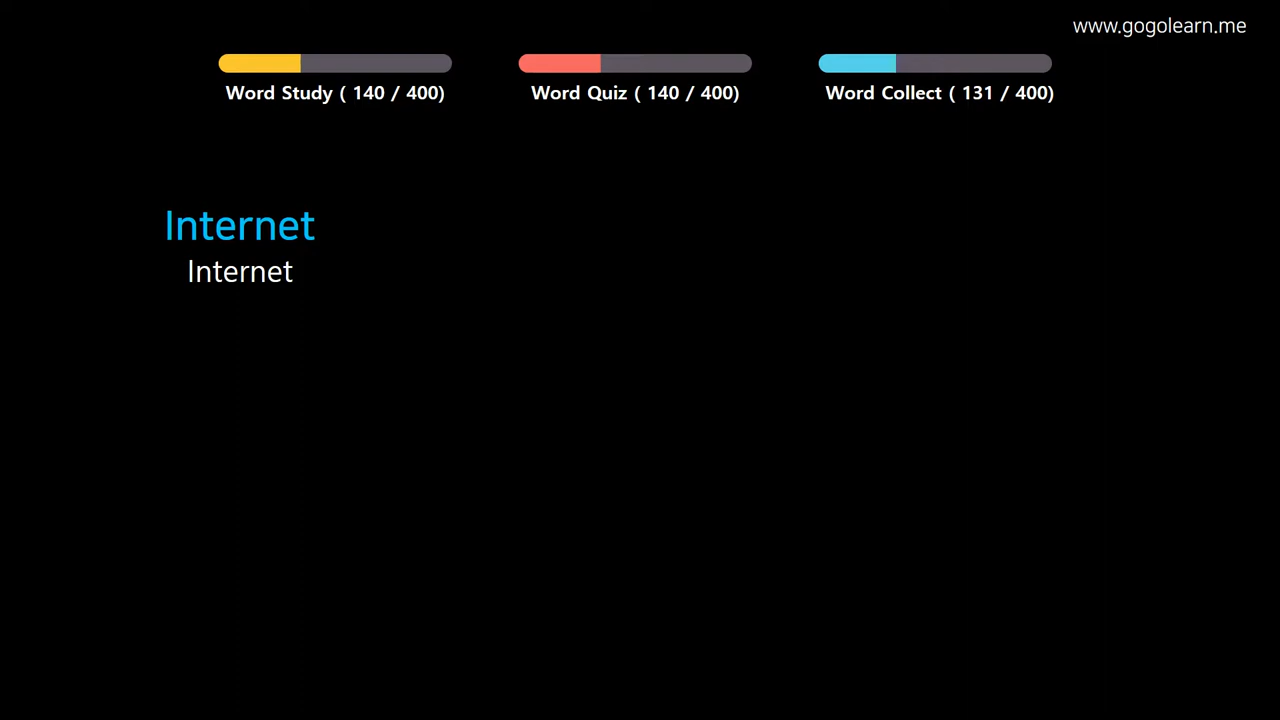 www.gogolearn.me
Word Study ( 140 / 400)
Word Quiz ( 140 / 400)
Word Collect ( 131 / 400)
Internet
Internet